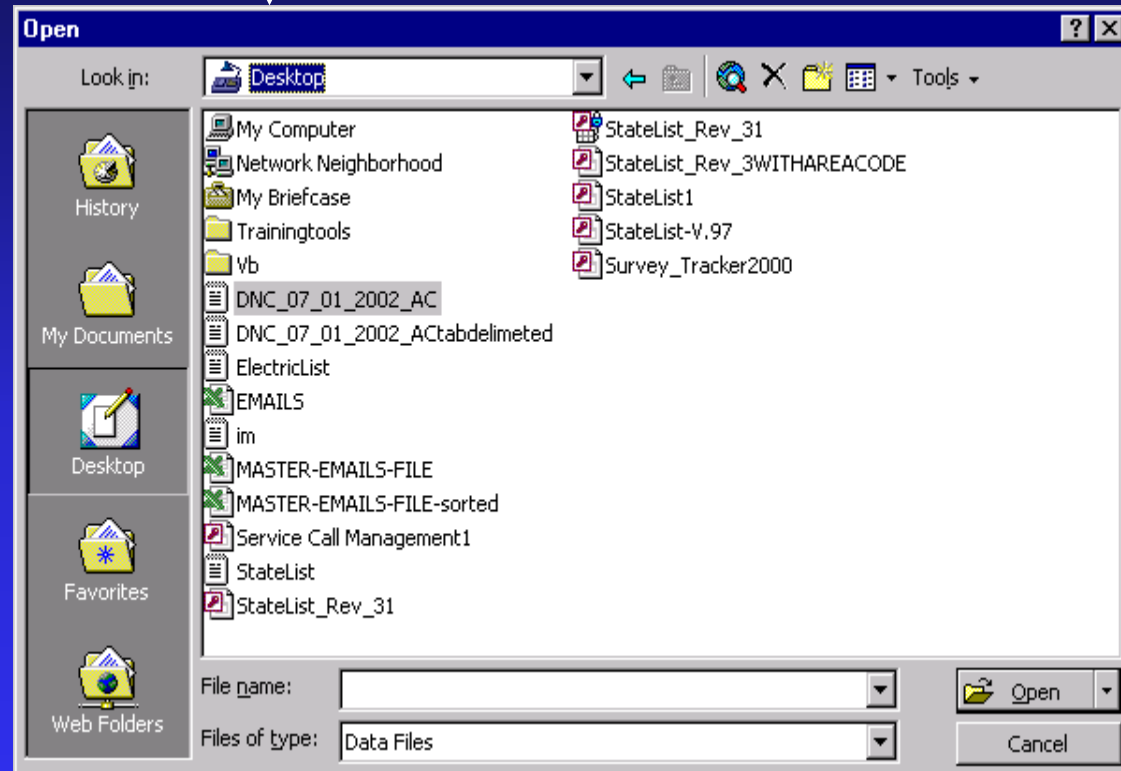 Open
Look in:
Desktop
Tools
History
My Documents
Desktop
Favorites
Web Folders
My Computer
Network Neighborhood
My Briefcase
Trainingtools
Vb
DNC_07_01_2002_AC
DNC_07_01_2002_ACtabdelimeted
ElectricList
EMAILS
im
MASTER-EMAILS-FILE
MASTER-EMAILS-FILE-sorted
Service Call Management1
StateList
StateList_Rev_31
StateList_Rev_31
StateList_Rev_3WITHAREACODE
StateList1
StateList-V.97
Survey_Tracker2000
File name:
Open
Files of type:
Data Files
Cancel